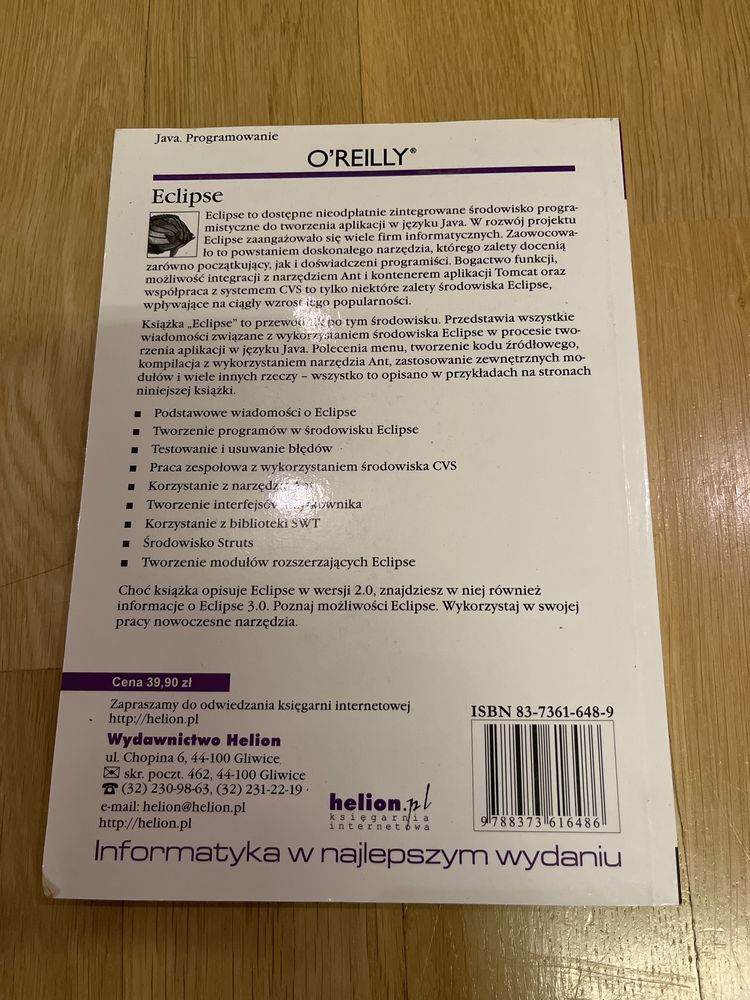 Java. Programowanie
O'REILLY®
Eclipse
Eclipse to dostępne nieodpłatnie zintegrowane środowisko progra-
mistyczne do tworzenia aplikacji w języku Java. W rozwój projektu
Eclipse zaangażowało się wiele firm informatycznych. Zaowocowa-
ło to powstaniem doskonałego narzędzia, którego zalety docenią
zarówno początkujący, jak i doświadczeni programiści. Bogactwo funkcji,
możliwość integracji z narzędziem Ant i kontenerem aplikacji Tomcat oraz
współpraca z systemem CVS to tylko niektóre zalety środowiska Eclipse,
wpływające na ciągły wzrost jego popularności.
Książka „Eclipse" to przewodnik po tym środowisku. Przedstawia wszystkie
wiadomości związane z wykorzystaniem środowiska Eclipse w procesie two-
rzenia aplikacji w języku Java. Polecenia menu, tworzenie kodu źródłowego,
kompilacja z wykorzystaniem narzędzia Ant, zastosowanie zewnętrznych mo-
dułów i wiele innych rzeczy – wszystko to opisano w przykładach na stronach
niniejszej książki.
■ Podstawowe wiadomości o Eclipse
■ Tworzenie programów w środowisku Eclipse
■ Testowanie i usuwanie błędów
■ Praca zespołowa z wykorzystaniem środowiska CVS
■ Korzystanie z narzędzia
■ Tworzenie interfejsów użytkownika
■ Korzystanie z biblioteki SWT
■ Środowisko Struts
■ Tworzenie modułów rozszerzających Eclipse
Choć książka opisuje Eclipse w wersji 2.0, znajdziesz w niej również
informacje o Eclipse 3.0. Poznaj możliwości Eclipse. Wykorzystaj w swojej
pracy nowoczesne narzędzia.
Cena 39,90 zł
Zapraszamy do odwiedzania księgarni internetowej
http://helion.pl
Wydawnictwo Helion
ul. Chopina 6, 44-100 Gliwice
✉ skr. poczt. 462, 44-100 Gliwice
☎ (32) 230-98-63, (32) 231-22-19
e-mail: helion@helion.pl
http://helion.pl
helion.pl
księgarnia
internetowa
ISBN 83-7361-648-9
9 788373 616486
Informatyka w najlepszym wydaniu